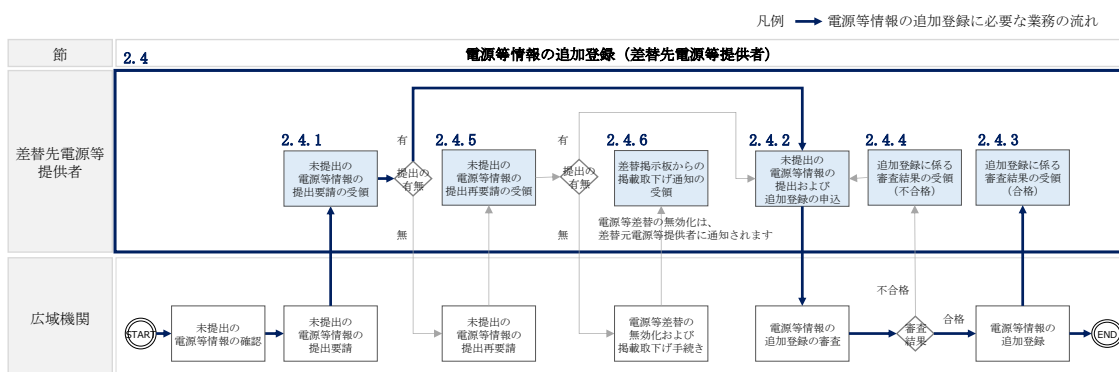 凡例 電源等情報の追加登録に必要な業務の流れ
節
2.4
電源等情報の追加登録（差替先電源等提供者）
差替先電源等
提供者
2.4.1
未提出の
電源等情報の
提出要請の受領
有
提出の
有無
無
2.4.5
未提出の
電源等情報の
提出再要請の受領
有
提出の
有無
無
2.4.6
差替掲示板からの
掲載取下げ通知の
受領
電源等差替の無効化は、
差替元電源等提供者に通知されます
2.4.2
未提出の
電源等情報の
提出および
追加登録の申込
2.4.4
追加登録に係る
審査結果の受領
（不合格）
2.4.3
追加登録に係る
審査結果の受領
（合格）
広域機関
START
未提出の
電源等情報の確認
未提出の
電源等情報の
提出要請
未提出の
電源等情報の
提出再要請
電源等差替の
無効化および
掲載取下げ手続き
電源等情報の
追加登録の審査
不合格
審査
結果
合格
電源等情報の
追加登録
END